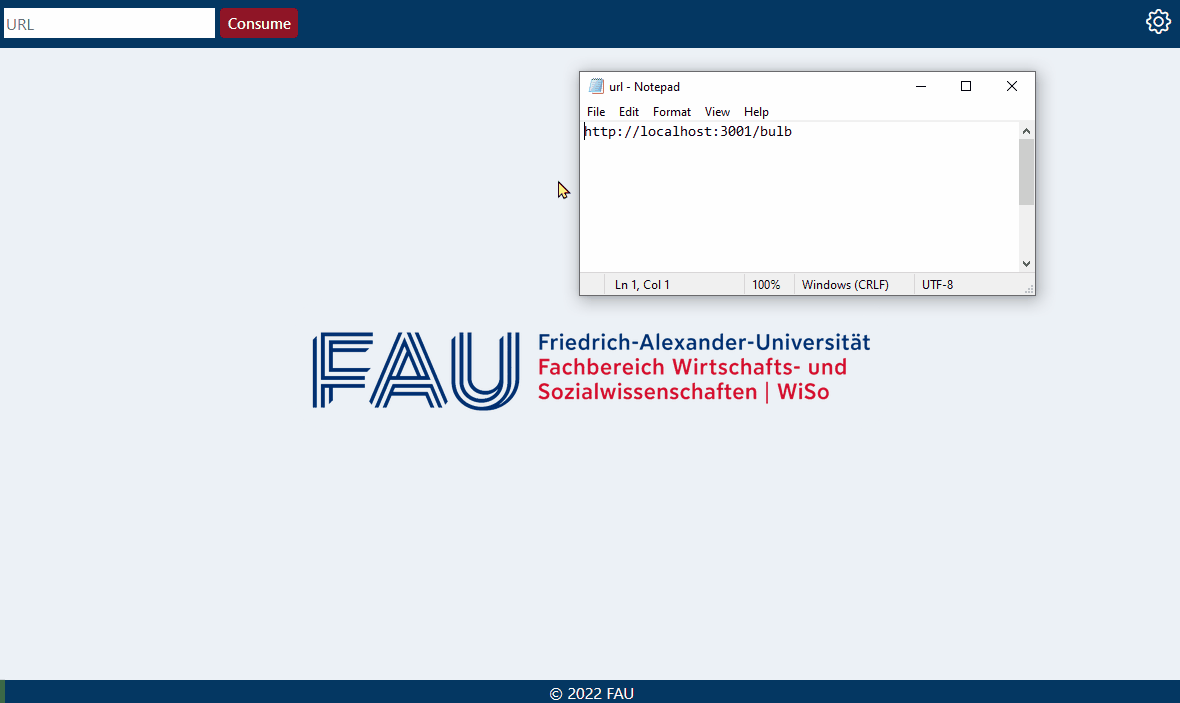 URL
Consume
url - Notepad
File Edit Format View Help
http://localhost:3001/bulb
Ln 1, Col 1 100% Windows (CRLF) UTF-8
FAU
Friedrich-Alexander-Universität
Fachbereich Wirtschafts- und
Sozialwissenschaften | WiSo
© 2022 FAU